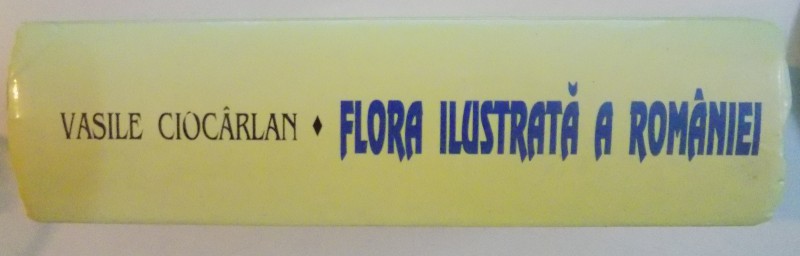 VASILE CIOCÂRLAN ♦ FLORA ILUSTRATĂ A ROMÂNIEI